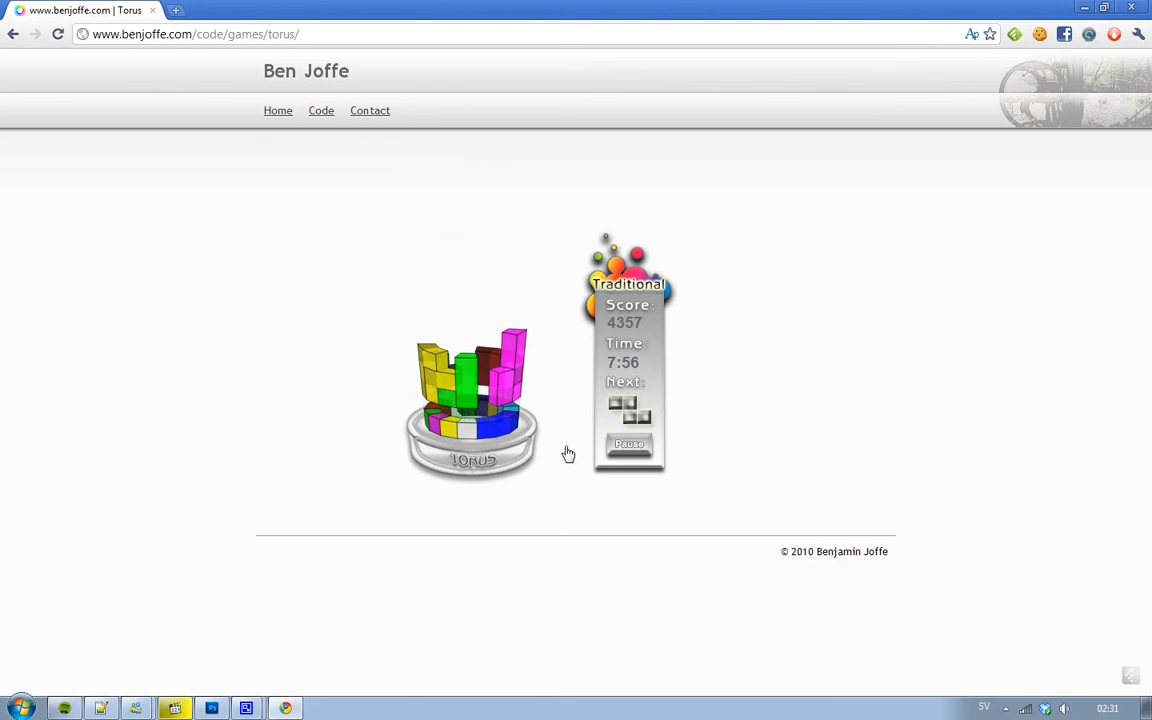 www.benjoffe.com | Torus
www.benjoffe.com/code/games/torus/
Ben Joffe
Home Code Contact
Traditional
Score:
4357
Time:
7:56
Next:
Pause
TORUS
© 2010 Benjamin Joffe
SV 02:31